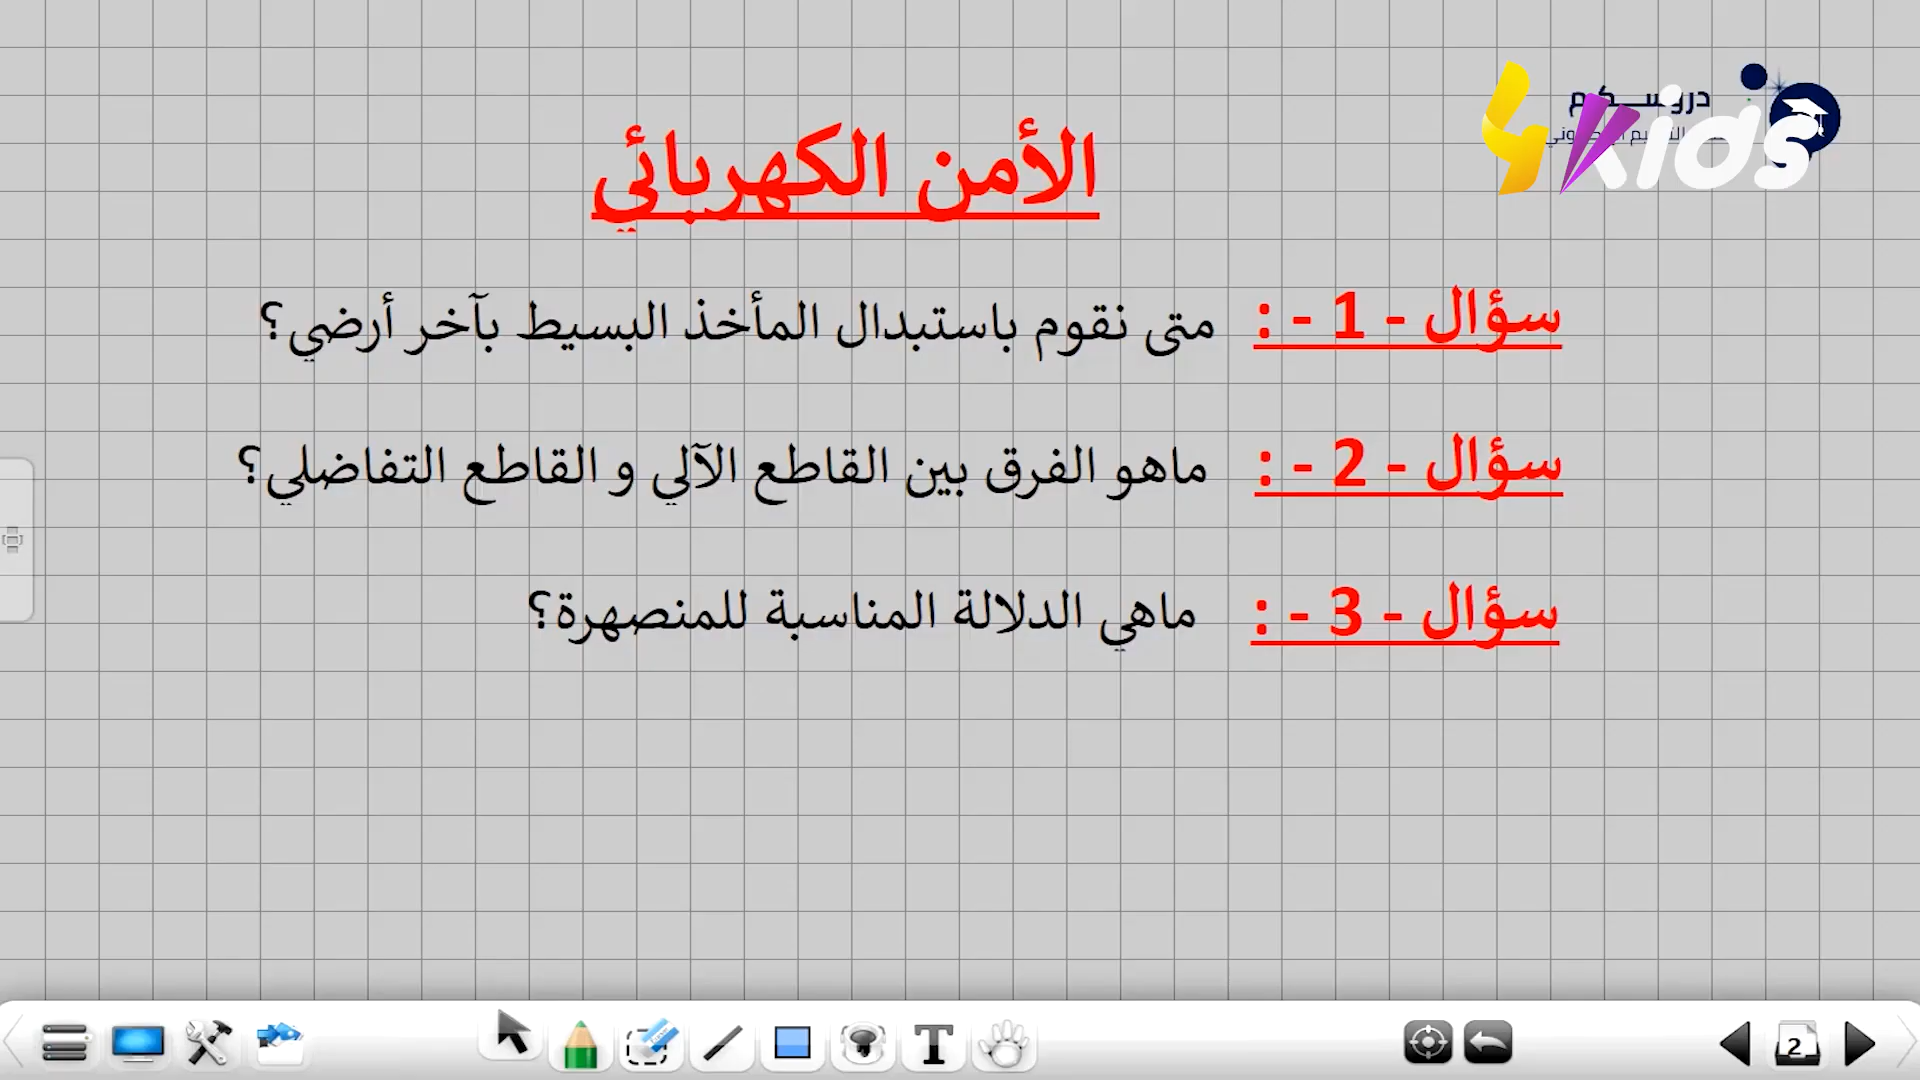 دروسكم
4Kids
الأمن الكهربائي
سؤال - 1 - : متى نقوم باستبدال المأخذ البسيط بآخر أرضي؟
سؤال - 2 - : ماهو الفرق بين القاطع الآلي و القاطع التفاضلي؟
سؤال - 3 - : ماهي الدلالة المناسبة للمنصهرة؟
T
2